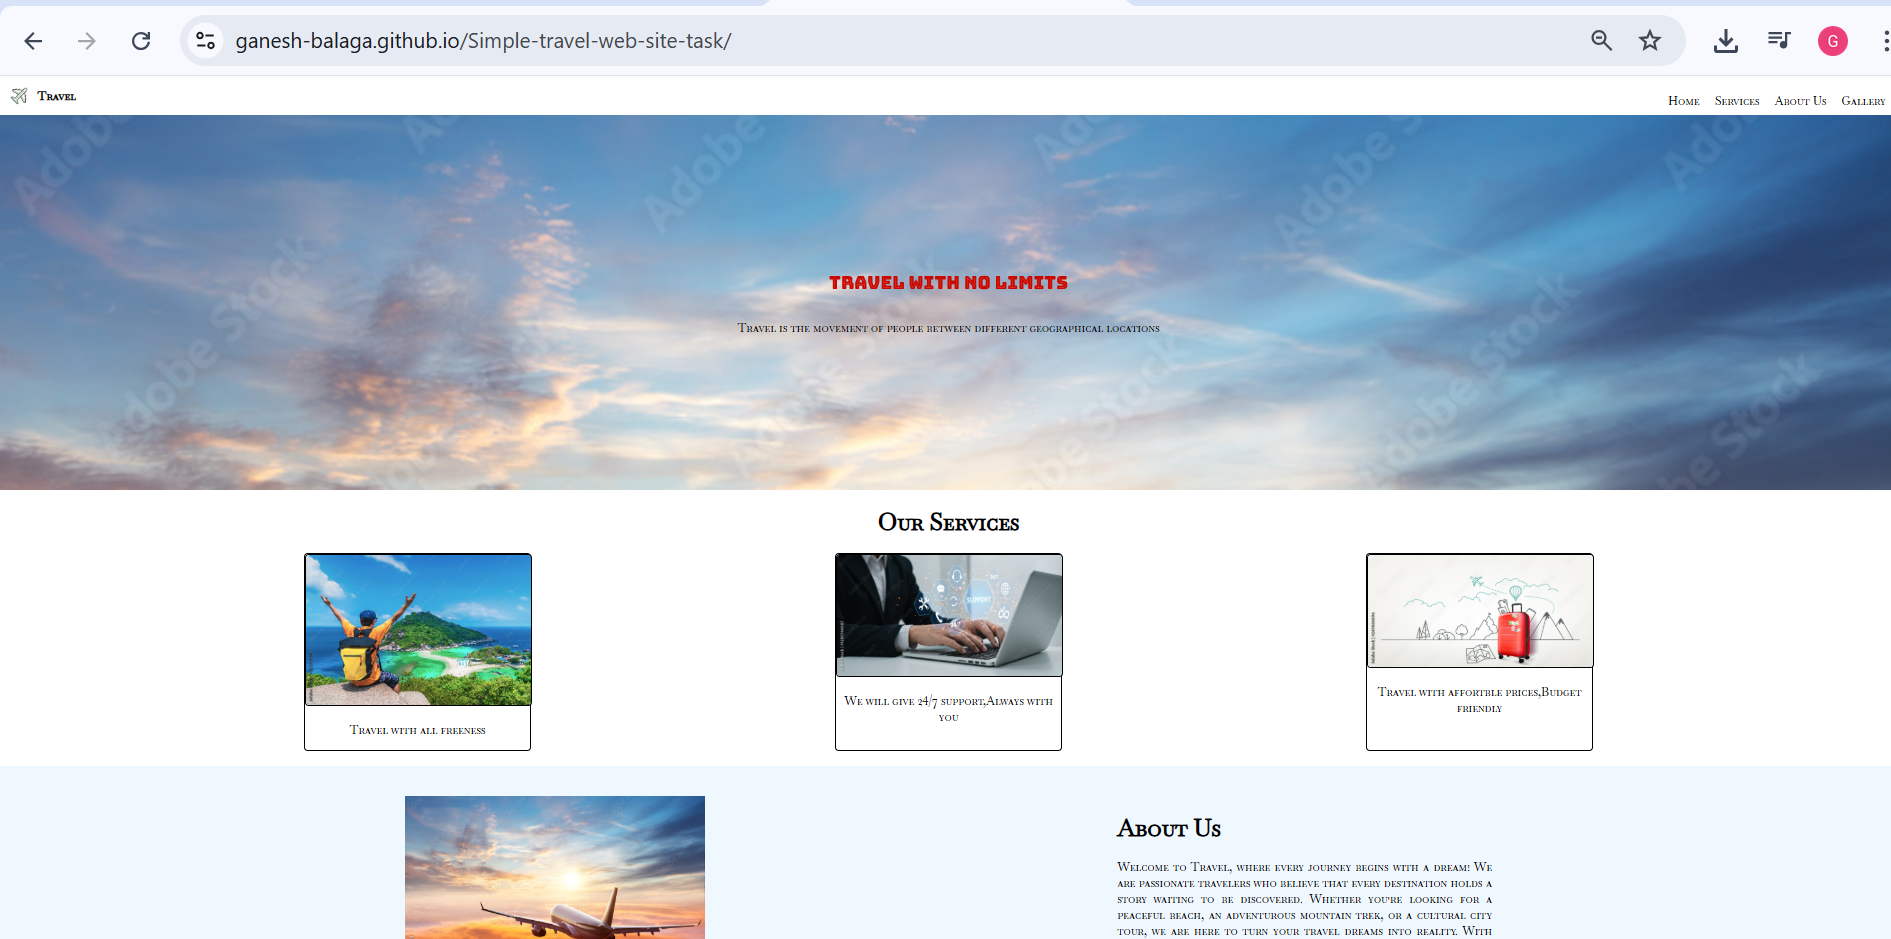 ganesh-balaga.github.io/Simple-travel-web-site-task/
G
Travel
Home Services About Us Gallery
Adobe Stock
TRAVEL WITH NO LIMITS
Travel is the movement of people between different geographical locations
Our Services
SUPPORT
Travel with all freeness
We will give 24/7 support,Always with
you
Travel with affortble prices,Budget
friendly
About Us
Welcome to Travel, where every journey begins with a dream! We
are passionate travelers who believe that every destination holds a
story waiting to be discovered. Whether you're looking for a
peaceful beach, an adventurous mountain trek, or a cultural city
tour, we are here to turn your travel dreams into reality. With